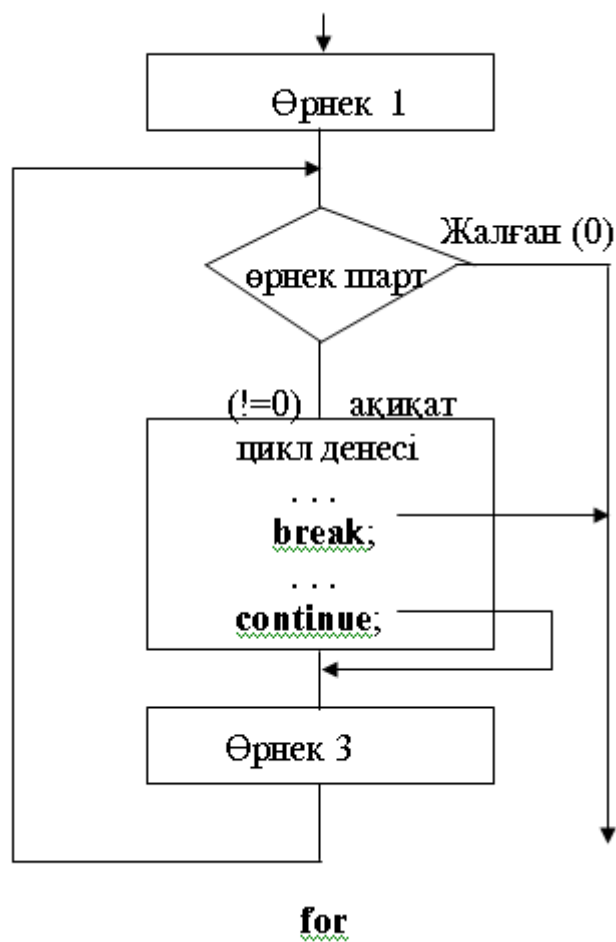 Өрнек 1
Жалған (0)
өрнек шарт
(!=0) ақиқат
цикл денесі
. . .
break;
. . .
continue;
Өрнек 3
for